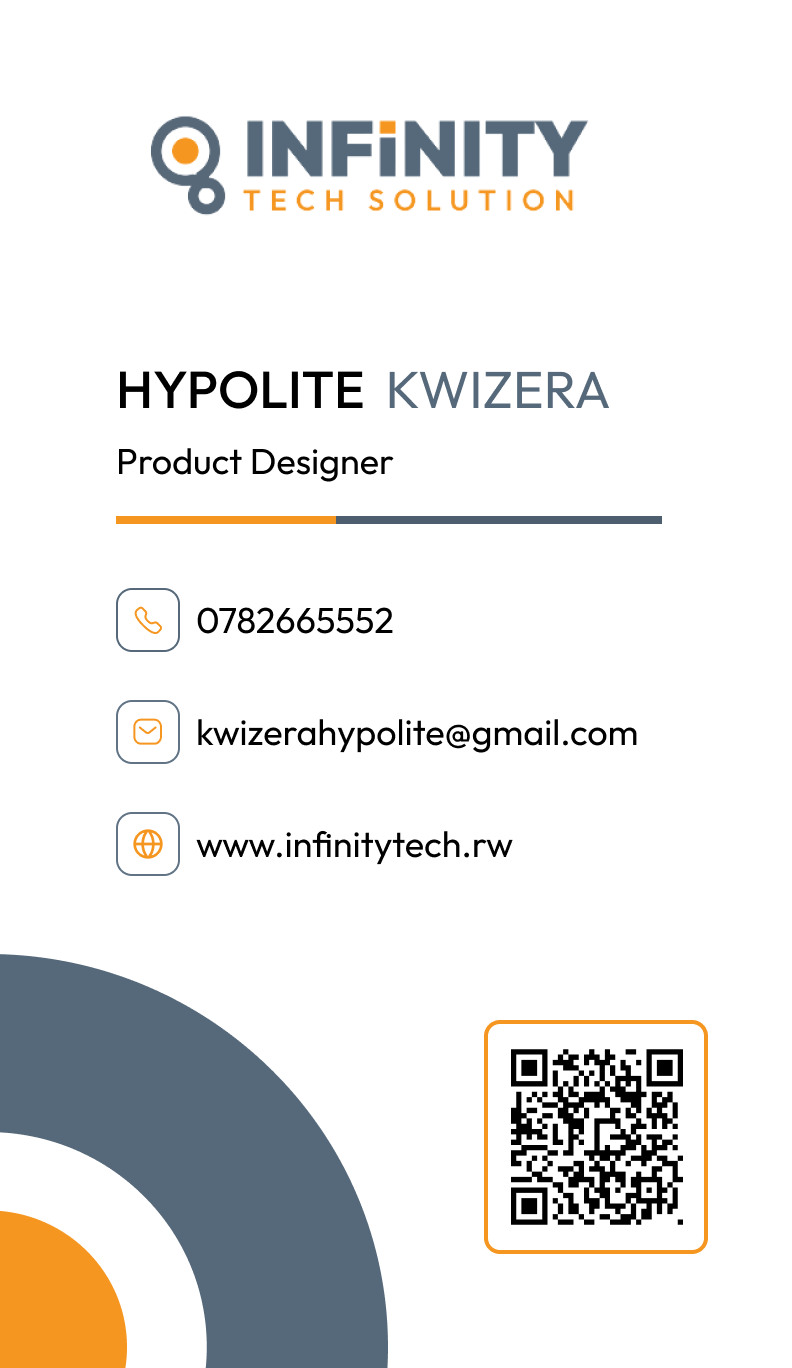 INFiNITY
TECH SOLUTION
HYPOLITE KWIZERA
Product Designer
0782665552
kwizerahypolite@gmail.com
www.infinitytech.rw